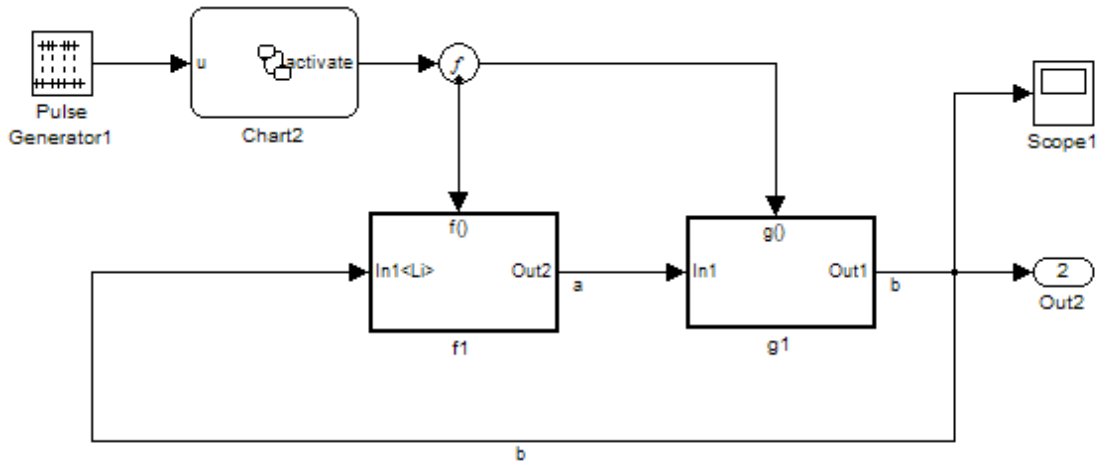 Pulse
Generator1
u
activate
Chart2
f
Scope1
f()
In1<Li>
Out2
a
f1
g()
In1
Out1
b
g1
2
Out2
b